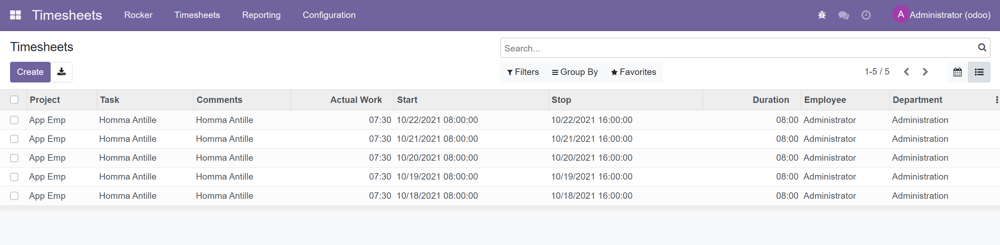 Timesheets Rocker Timesheets Reporting Configuration A Administrator (odoo)
Timesheets Search...
Create Filters Group By Favorites 1-5 / 5
Project Task Comments Actual Work Start Stop Duration Employee Department
App Emp Homma Antille Homma Antille 07:30 10/22/2021 08:00:00 10/22/2021 16:00:00 08:00 Administrator Administration
App Emp Homma Antille Homma Antille 07:30 10/21/2021 08:00:00 10/21/2021 16:00:00 08:00 Administrator Administration
App Emp Homma Antille Homma Antille 07:30 10/20/2021 08:00:00 10/20/2021 16:00:00 08:00 Administrator Administration
App Emp Homma Antille Homma Antille 07:30 10/19/2021 08:00:00 10/19/2021 16:00:00 08:00 Administrator Administration
App Emp Homma Antille Homma Antille 07:30 10/18/2021 08:00:00 10/18/2021 16:00:00 08:00 Administrator Administration